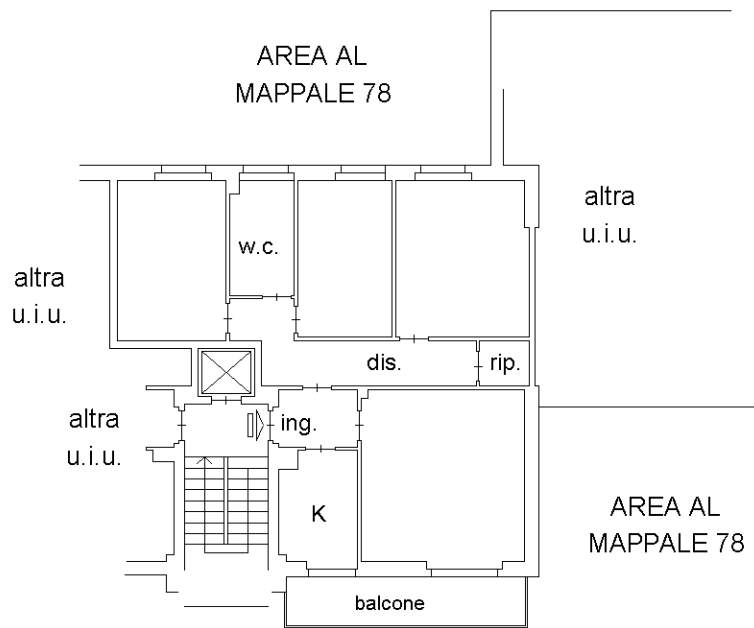 AREA AL
MAPPALE 78
altra
u.i.u.
w.c.
altra
u.i.u.
dis.
rip.
altra
u.i.u.
ing.
K
AREA AL
MAPPALE 78
balcone